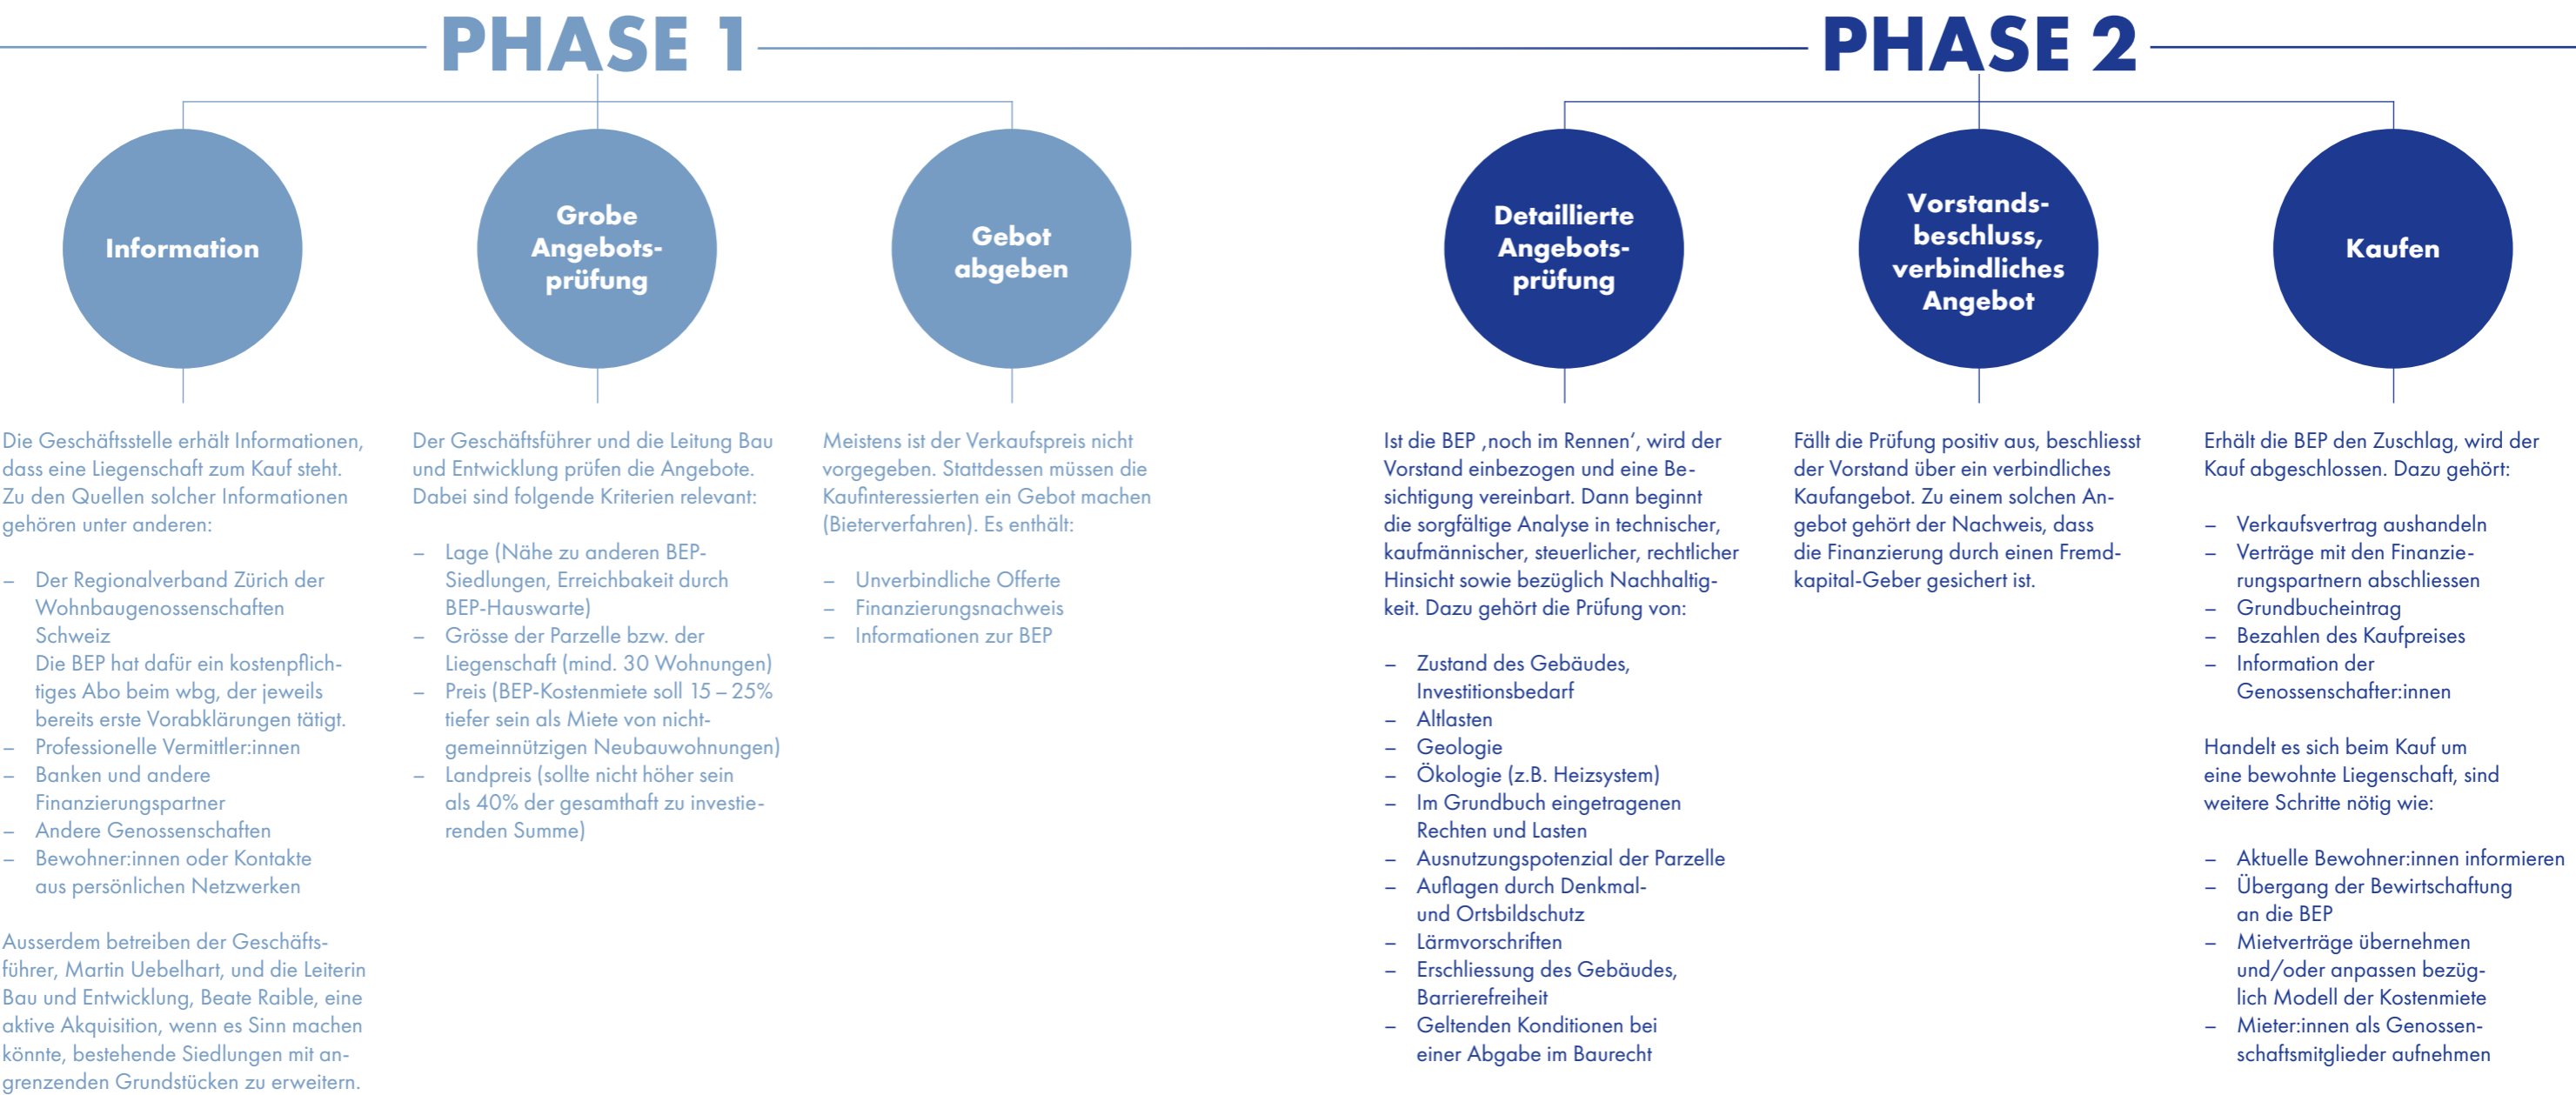 PHASE 1
Information
Grobe
Angebots-
prüfung
Gebot
abgeben
Die Geschäftsstelle erhält Informationen,
dass eine Liegenschaft zum Kauf steht.
Zu den Quellen solcher Informationen
gehören unter anderen:
– Der Regionalverband Zürich der
Wohnbaugenossenschaften
Schweiz
Die BEP hat dafür ein kostenpflich-
tiges Abo beim wbg, der jeweils
bereits erste Vorabklärungen tätigt.
– Professionelle Vermittler:innen
– Banken und andere
Finanzierungspartner
– Andere Genossenschaften
– Bewohner:innen oder Kontakte
aus persönlichen Netzwerken
Ausserdem betreiben der Geschäfts-
führer, Martin Uebelhart, und die Leiterin
Bau und Entwicklung, Beate Raible, eine
aktive Akquisition, wenn es Sinn machen
könnte, bestehende Siedlungen mit an-
grenzenden Grundstücken zu erweitern.
Der Geschäftsführer und die Leitung Bau
und Entwicklung prüfen die Angebote.
Dabei sind folgende Kriterien relevant:
– Lage (Nähe zu anderen BEP-
Siedlungen, Erreichbakeit durch
BEP-Hauswarte)
– Grösse der Parzelle bzw. der
Liegenschaft (mind. 30 Wohnungen)
– Preis (BEP-Kostenmiete soll 15 – 25%
tiefer sein als Miete von nicht-
gemeinnützigen Neubauwohnungen)
– Landpreis (sollte nicht höher sein
als 40% der gesamthaft zu investie-
renden Summe)
Meistens ist der Verkaufspreis nicht
vorgegeben. Stattdessen müssen die
Kaufinteressierten ein Gebot machen
(Bieterverfahren). Es enthält:
– Unverbindliche Offerte
– Finanzierungsnachweis
– Informationen zur BEP
PHASE 2
Detaillierte
Angebots-
prüfung
Vorstands-
beschluss,
verbindliches
Angebot
Kaufen
Ist die BEP ‚noch im Rennen‘, wird der
Vorstand einbezogen und eine Be-
sichtigung vereinbart. Dann beginnt
die sorgfältige Analyse in technischer,
kaufmännischer, steuerlicher, rechtlicher
Hinsicht sowie bezüglich Nachhaltig-
keit. Dazu gehört die Prüfung von:
– Zustand des Gebäudes,
Investitionsbedarf
– Altlasten
– Geologie
– Ökologie (z.B. Heizsystem)
– Im Grundbuch eingetragenen
Rechten und Lasten
– Ausnutzungspotenzial der Parzelle
– Auflagen durch Denkmal-
und Ortsbildschutz
– Lärmvorschriften
– Erschliessung des Gebäudes,
Barrierefreiheit
– Geltenden Konditionen bei
einer Abgabe im Baurecht
Fällt die Prüfung positiv aus, beschliesst
der Vorstand über ein verbindliches
Kaufangebot. Zu einem solchen An-
gebot gehört der Nachweis, dass
die Finanzierung durch einen Fremd-
kapital-Geber gesichert ist.
Erhält die BEP den Zuschlag, wird der
Kauf abgeschlossen. Dazu gehört:
– Verkaufsvertrag aushandeln
– Verträge mit den Finanzie-
rungspartnern abschliessen
– Grundbucheintrag
– Bezahlen des Kaufpreises
– Information der
Genossenschafter:innen
Handelt es sich beim Kauf um
eine bewohnte Liegenschaft, sind
weitere Schritte nötig wie:
– Aktuelle Bewohner:innen informieren
– Übergang der Bewirtschaftung
an die BEP
– Mietverträge übernehmen
und/oder anpassen bezüg-
lich Modell der Kostenmiete
– Mieter:innen als Genossen-
schaftsmitglieder aufnehmen